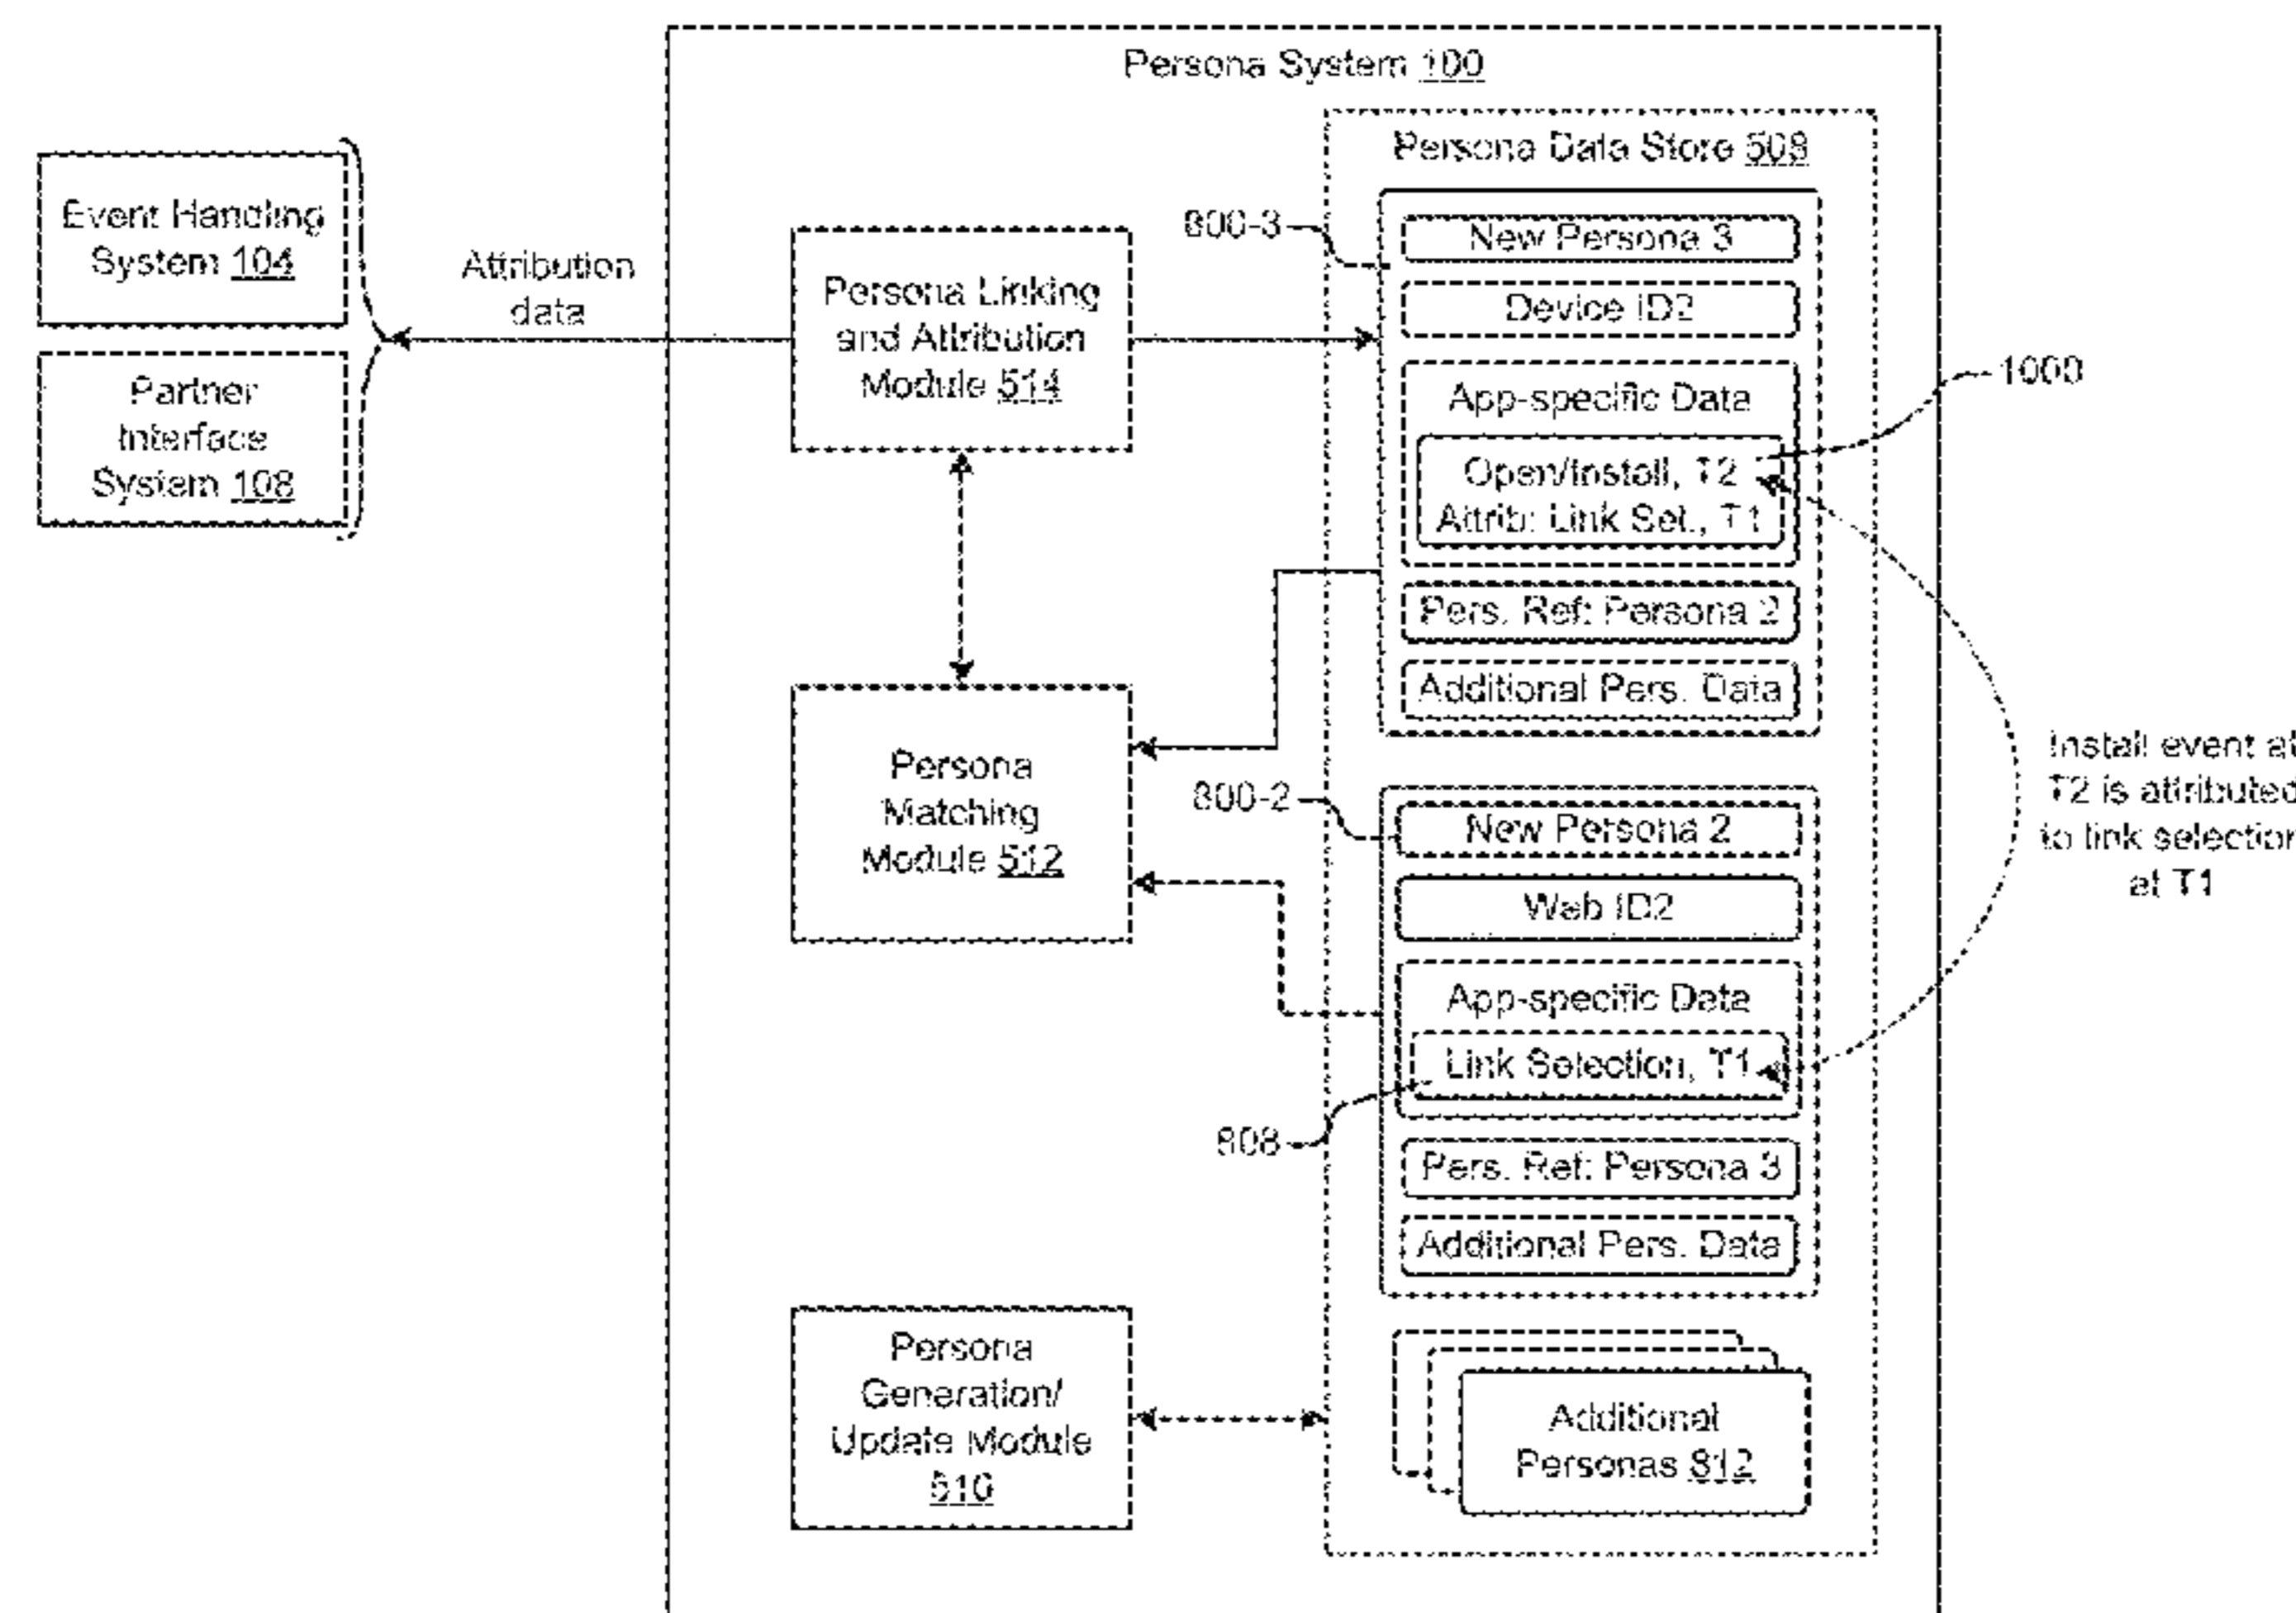 Persona System 100
Event Handling
System 104
Partner
Interface
System 108
Attribution
data
Persona Linking
and Attribution
Module 514
Persona
Matching
Module 512
Persona
Generation/
Update Module
510
Persona Data Store 508
800-3
New Persona 3
Device ID2
App-specific Data
Open/Install, T2
Attrib: Link Sel., T1
1000
Pers. Ref: Persona 2
Additional Pers. Data
800-2
New Persona 2
Web ID2
App-specific Data
Link Selection, T1
808
Pers. Ref: Persona 3
Additional Pers. Data
Additional
Personas 812
Install event at
T2 is attributed
to link selection
at T1